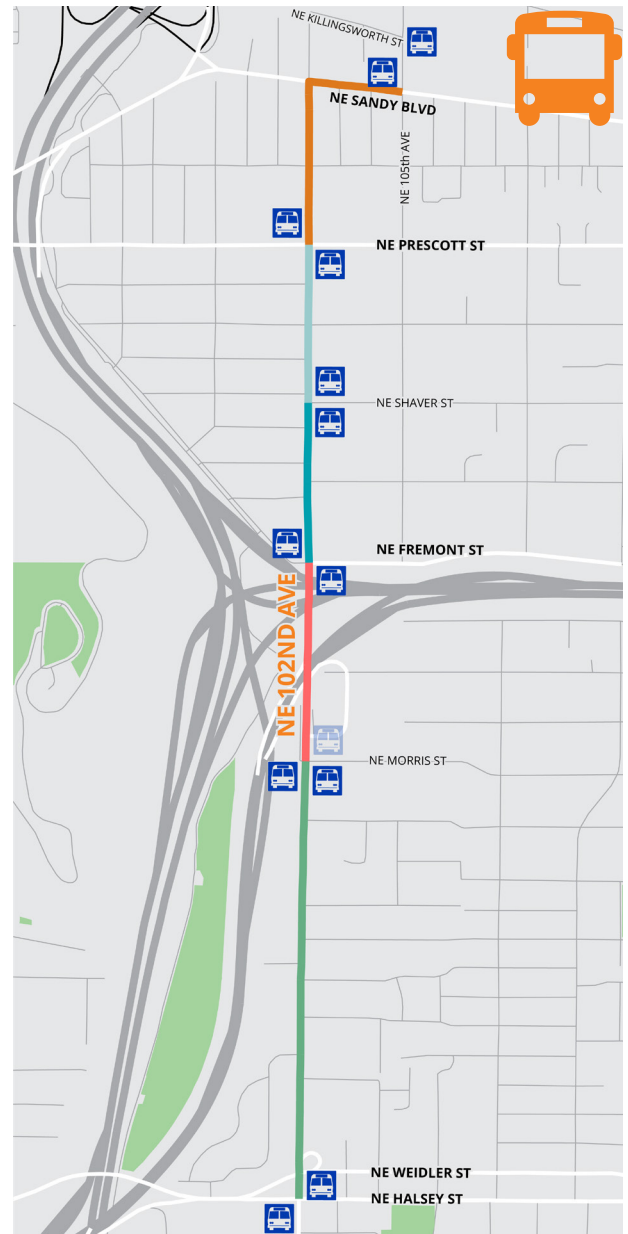 NE KILLINGSWORTH ST
NE SANDY BLVD
NE 105th AVE
NE PRESCOTT ST
NE SHAVER ST
NE FREMONT ST
NE 102ND AVE
NE MORRIS ST
NE WEIDLER ST
NE HALSEY ST